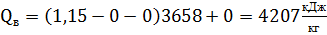 Qв = (1,15−0−0)3658+0 = 4207 кДж/кг